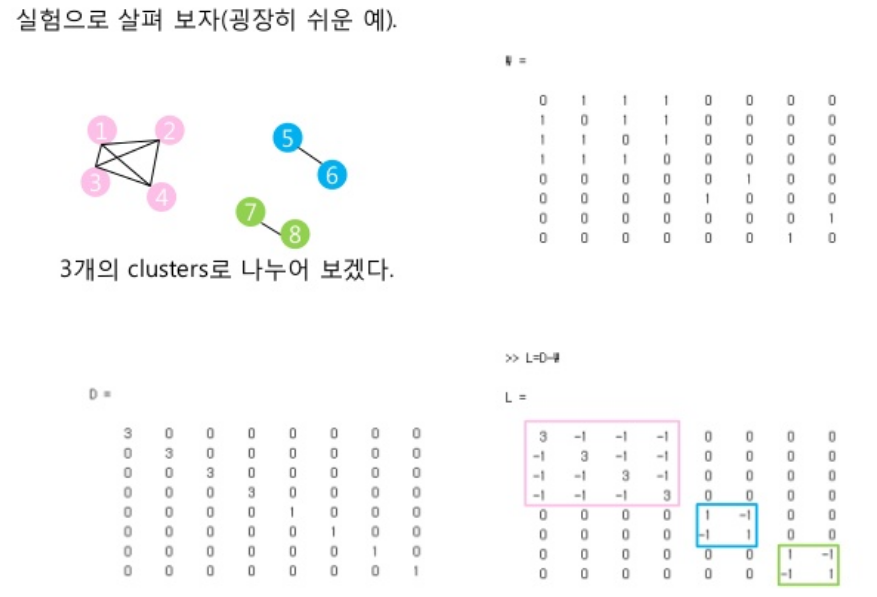 실험으로 살펴 보자(굉장히 쉬운 예).
1 2
3
4
5
6
7
8
3개의 clusters로 나누어 보겠다.
W =
0 1 1 1 0 0 0 0
1 0 1 1 0 0 0 0
1 1 0 1 0 0 0 0
1 1 1 0 0 0 0 0
0 0 0 0 0 1 0 0
0 0 0 0 1 0 0 0
0 0 0 0 0 0 0 1
0 0 0 0 0 0 1 0
D =
3 0 0 0 0 0 0 0
0 3 0 0 0 0 0 0
0 0 3 0 0 0 0 0
0 0 0 3 0 0 0 0
0 0 0 0 1 0 0 0
0 0 0 0 0 1 0 0
0 0 0 0 0 0 1 0
0 0 0 0 0 0 0 1
>> L=D-W
L =
3 -1 -1 -1 0 0 0 0
-1 3 -1 -1 0 0 0 0
-1 -1 3 -1 0 0 0 0
-1 -1 -1 3 0 0 0 0
0 0 0 0 1 -1 0 0
0 0 0 0 -1 1 0 0
0 0 0 0 0 0 1 -1
0 0 0 0 0 0 -1 1